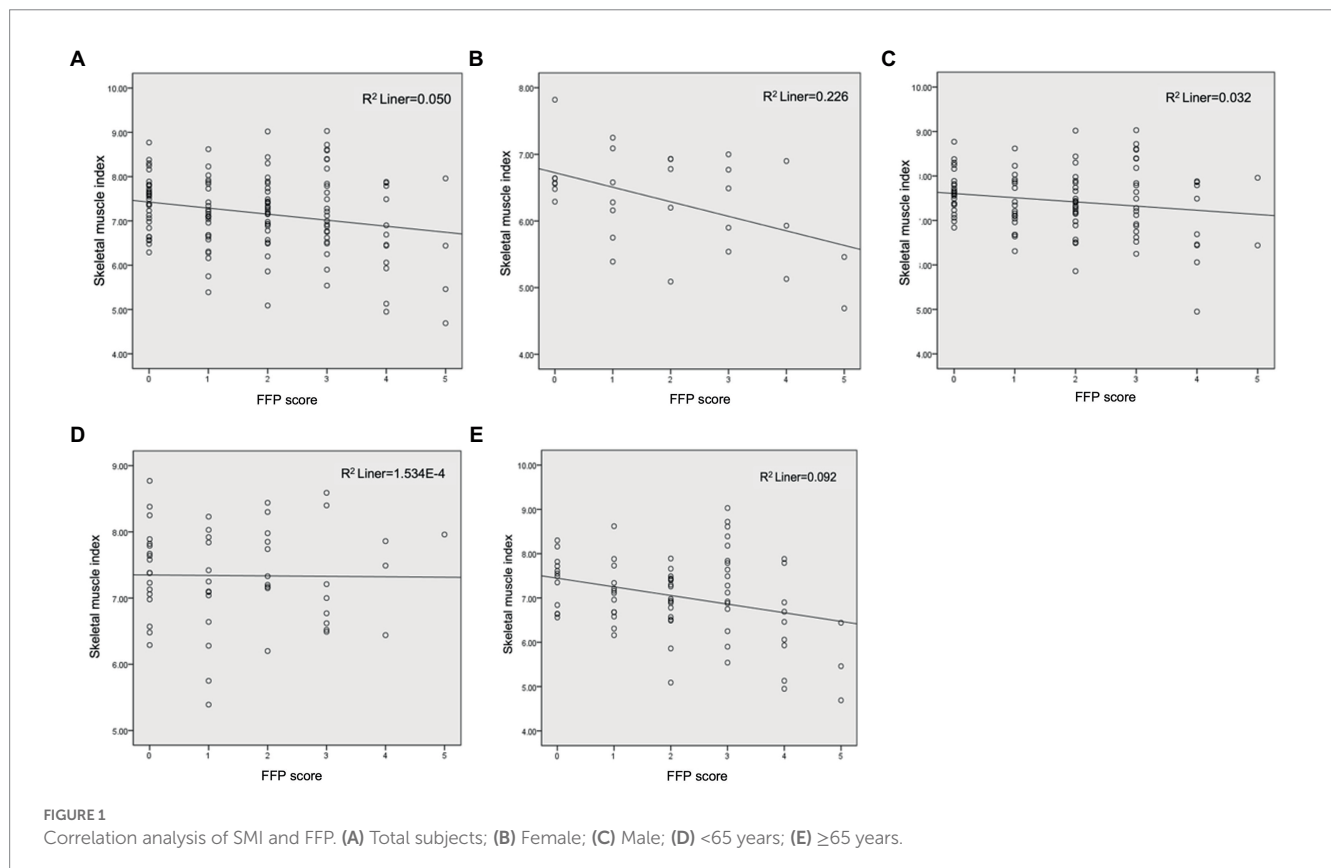 A
R² Liner=0.050
10.00
9.00
8.00
7.00
6.00
5.00
4.00
Skeletal muscle index
0 1 2 3 4 5
FFP score
B
R² Liner=0.226
8.00
7.00
6.00
5.00
4.00
Skeletal muscle index
0 1 2 3 4 5
FFP score
C
R² Liner=0.032
10.00
9.00
8.00
7.00
6.00
5.00
4.00
Skeletal muscle index
0 1 2 3 4 5
FFP score
D
R² Liner=1.534E-4
9.00
8.00
7.00
6.00
5.00
Skeletal muscle index
0 1 2 3 4 5
FFP score
E
R² Liner=0.092
10.00
9.00
8.00
7.00
6.00
5.00
4.00
Skeletal muscle index
0 1 2 3 4 5
FFP score
FIGURE 1
Correlation analysis of SMI and FFP. (A) Total subjects; (B) Female; (C) Male; (D) <65 years; (E) ≥65 years.